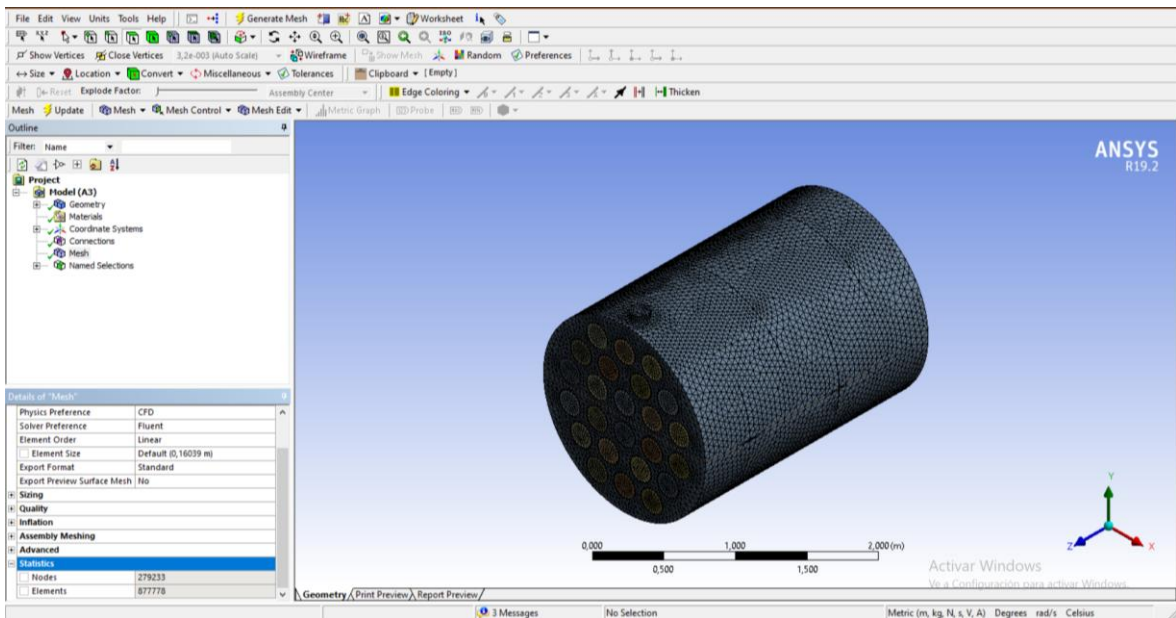 File Edit View Units Tools Help Generate Mesh Worksheet
Show Vertices Close Vertices 3,2e-003 (Auto Scale) Wireframe Show Mesh Random Preferences
Size Location Convert Miscellaneous Tolerances Clipboard [Empty]
Reset Explode Factor: Assembly Center Edge Coloring Thicken
Mesh Update Mesh Mesh Control Mesh Edit Metric Graph Probe
Outline
Filter: Name
Project
Model (A3)
Geometry
Materials
Coordinate Systems
Connections
Mesh
Named Selections
Details of "Mesh"
Physics Preference CFD
Solver Preference Fluent
Element Order Linear
Element Size Default (0,16039 m)
Export Format Standard
Export Preview Surface Mesh No
Sizing
Quality
Inflation
Assembly Meshing
Advanced
Statistics
Nodes 279233
Elements 877778
ANSYS
R19.2
Y
Z X
0,000 1,000 2,000 (m)
0,500 1,500
Activar Windows
Ve a Configuración para activar Windows.
Geometry Print Preview Report Preview
3 Messages No Selection Metric (m, kg, N, s, V, A) Degrees rad/s Celsius